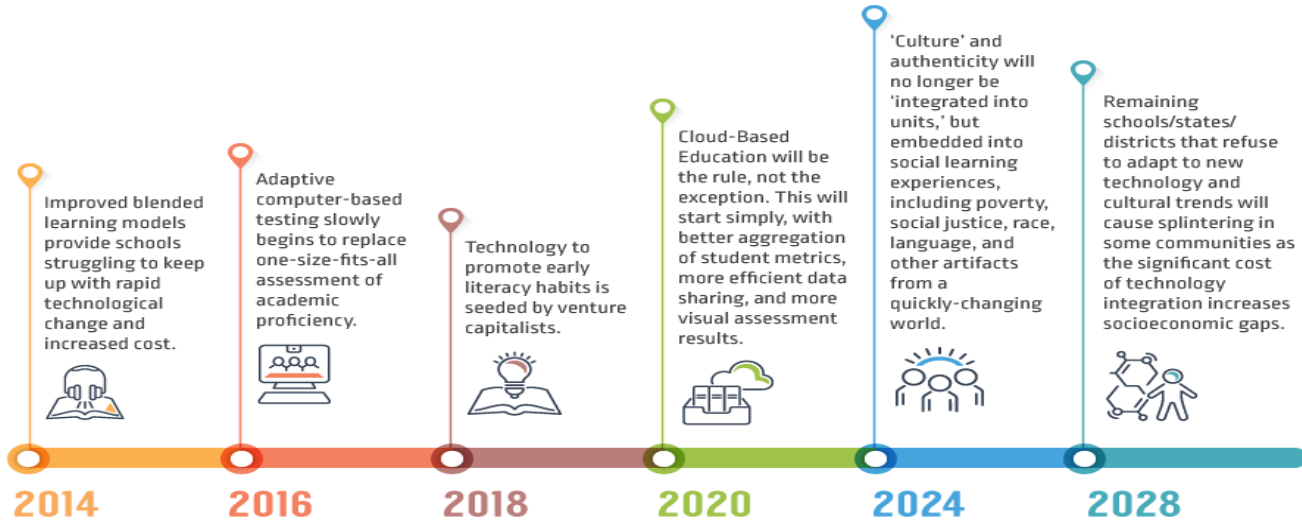 Improved blended
learning models
provide schools
struggling to keep
up with rapid
technological
change and
increased cost.
Adaptive
computer-based
testing slowly
begins to replace
one-size-fits-all
assessment of
academic
proficiency.
Technology to
promote early
literacy habits is
seeded by venture
capitalists.
Cloud-Based
Education will be
the rule, not the
exception. This will
start simply, with
better aggregation
of student metrics,
more efficient data
sharing, and more
visual assessment
results.
‘Culture’ and
authenticity will
no longer be
‘integrated into
units,’ but
embedded into
social learning
experiences,
including poverty,
social justice, race,
language, and
other artifacts
from a
quickly-changing
world.
Remaining
schools/states/
districts that refuse
to adapt to new
technology and
cultural trends will
cause splintering in
some communities as
the significant cost
of technology
integration increases
socioeconomic gaps.
2014
2016
2018
2020
2024
2028